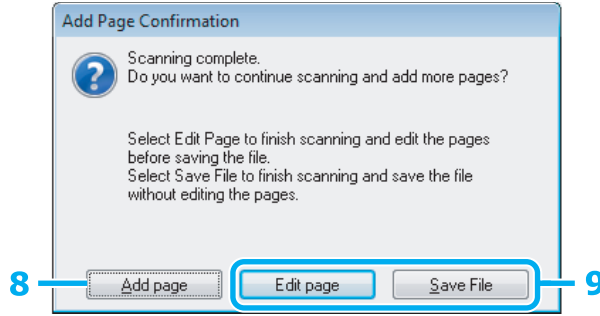 Add Page Confirmation
Scanning complete.
Do you want to continue scanning and add more pages?
Select Edit Page to finish scanning and edit the pages
before saving the file.
Select Save File to finish scanning and save the file
without editing the pages.
8 Add page Edit page Save File 9